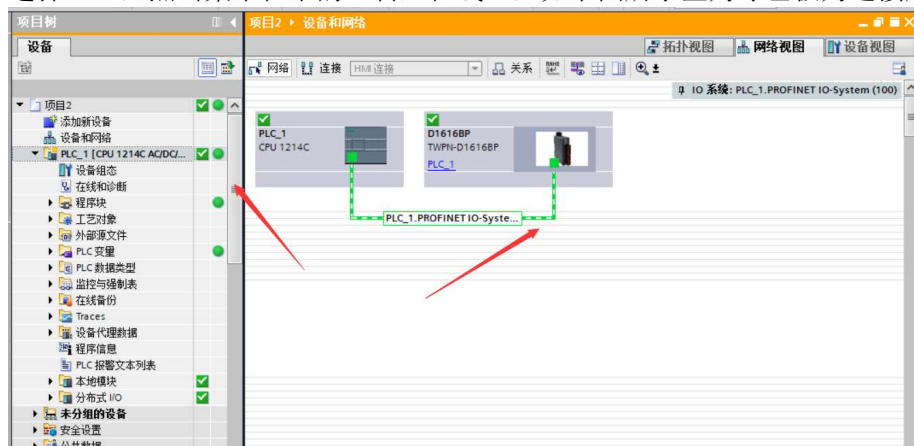 项目树
项目2 ▸ 设备和网络
设备
拓扑视图
网络视图
设备视图
网络
连接
HMI 连接
关系
IO 系统: PLC_1.PROFINET IO-System (100)
项目2
添加新设备
设备和网络
PLC_1 [CPU 1214C AC/DC/...
设备组态
在线和诊断
程序块
工艺对象
外部源文件
PLC 变量
PLC 数据类型
监控与强制表
在线备份
Traces
设备代理数据
程序信息
PLC 报警文本列表
本地模块
分布式 I/O
未分组的设备
安全设置
公共数据
PLC_1
CPU 1214C
D1616BP
TWPN-D1616BP
PLC_1
PLC_1.PROFINET IO-Syste...